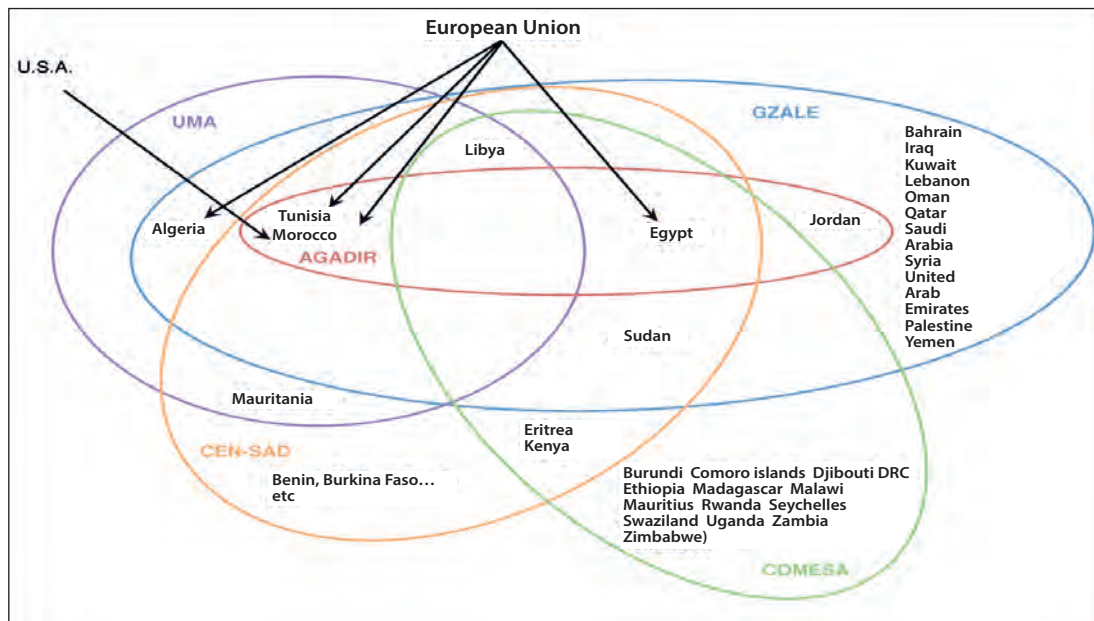 European Union
U.S.A.
UMA
GZALE
Libya
Bahrain
Iraq
Kuwait
Lebanon
Oman
Qatar
Saudi
Arabia
Syria
United
Arab
Emirates
Palestine
Yemen
Algeria
Tunisia
Morocco
AGADIR
Egypt
Jordan
Sudan
Mauritania
Eritrea
Kenya
CEN-SAD
Benin, Burkina Faso…
etc
Burundi Comoro islands Djibouti DRC
Ethiopia Madagascar Malawi
Mauritius Rwanda Seychelles
Swaziland Uganda Zambia
Zimbabwe)
COMESA